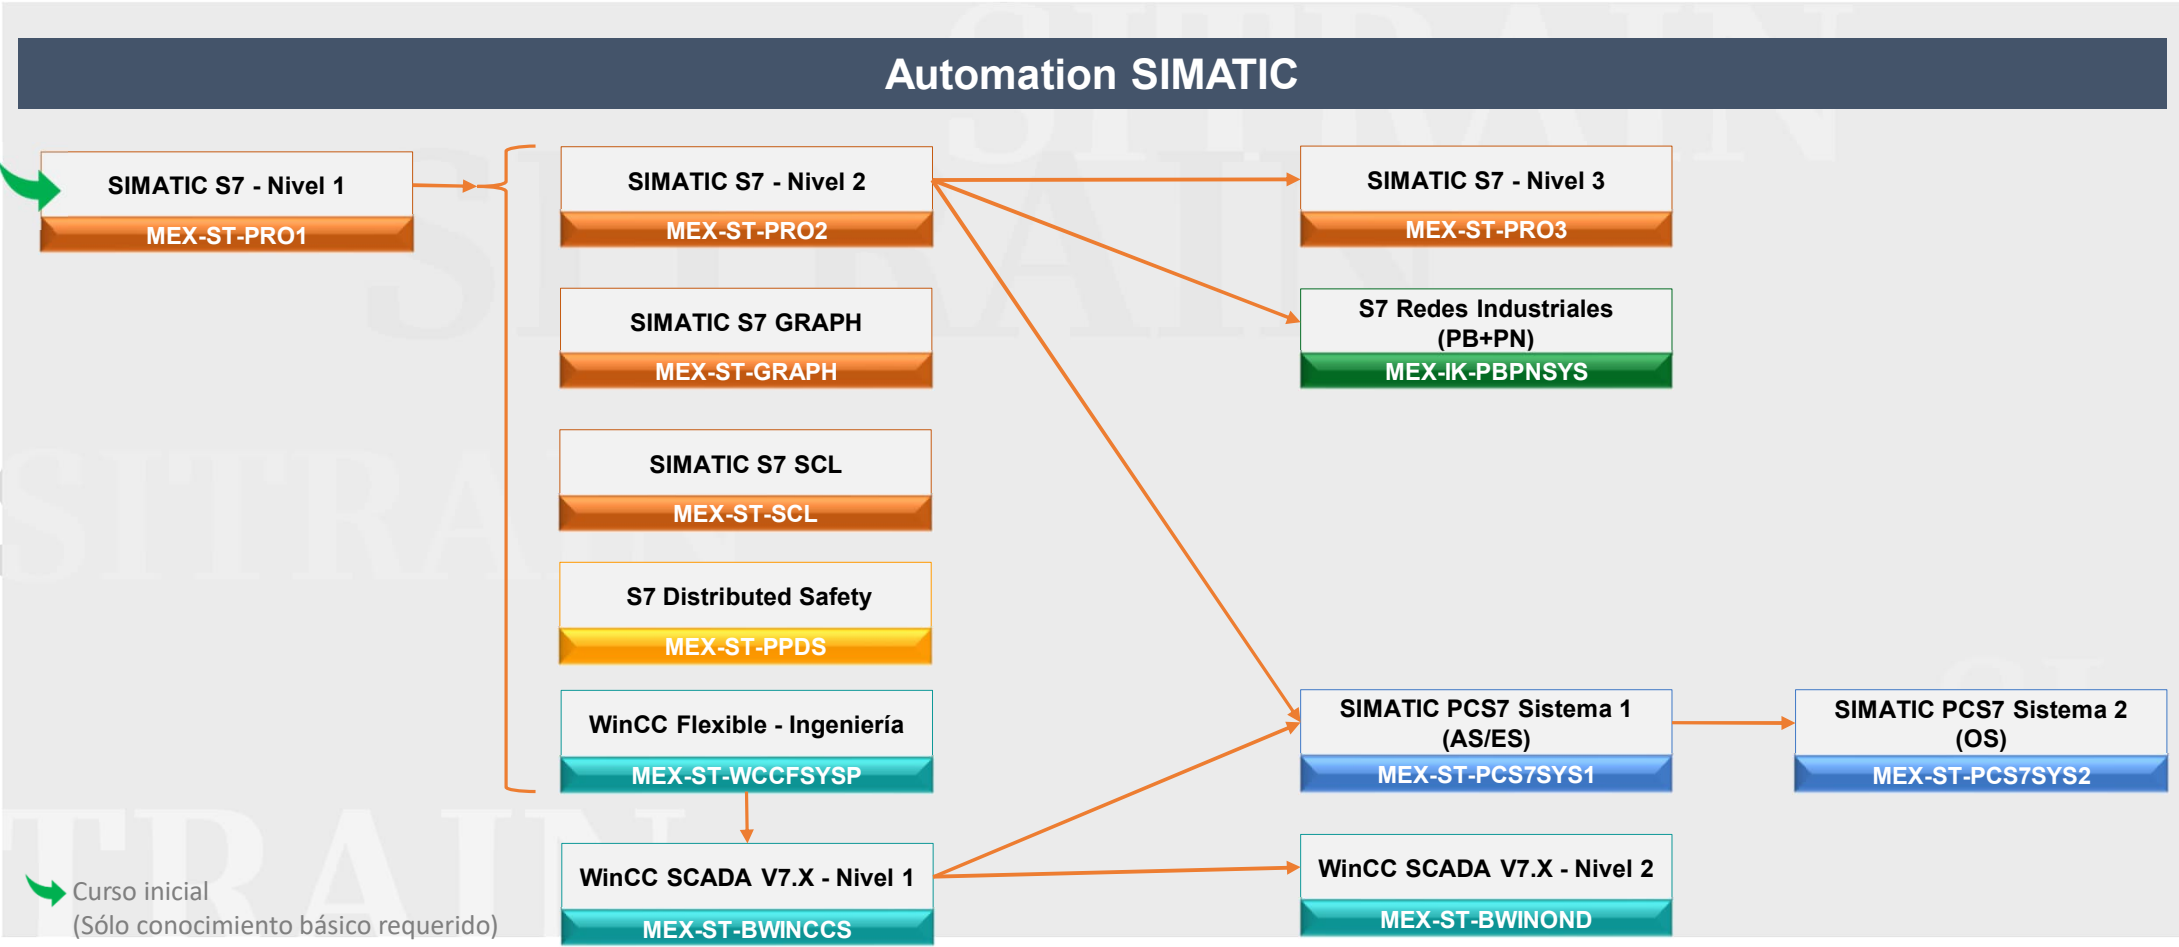 Automation SIMATIC
SIMATIC S7 - Nivel 1
MEX-ST-PRO1
SIMATIC S7 - Nivel 2
MEX-ST-PRO2
SIMATIC S7 - Nivel 3
MEX-ST-PRO3
SIMATIC S7 GRAPH
MEX-ST-GRAPH
S7 Redes Industriales
(PB+PN)
MEX-IK-PBPNSYS
SIMATIC S7 SCL
MEX-ST-SCL
S7 Distributed Safety
MEX-ST-PPDS
WinCC Flexible - Ingeniería
MEX-ST-WCCFSYSP
SIMATIC PCS7 Sistema 1
(AS/ES)
MEX-ST-PCS7SYS1
SIMATIC PCS7 Sistema 2
(OS)
MEX-ST-PCS7SYS2
WinCC SCADA V7.X - Nivel 1
MEX-ST-BWINCCS
WinCC SCADA V7.X - Nivel 2
MEX-ST-BWINOND
Curso inicial
(Sólo conocimiento básico requerido)
SITRAIN
SITRAIN
SITRAIN
TRAIN